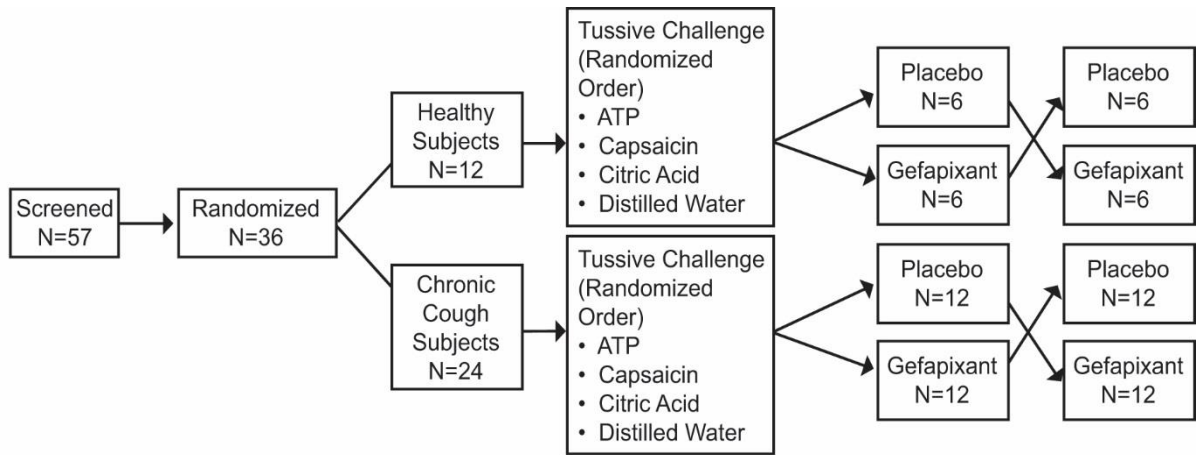 Screened
N=57
Randomized
N=36
Healthy
Subjects
N=12
Chronic
Cough
Subjects
N=24
Tussive Challenge
(Randomized
Order)
• ATP
• Capsaicin
• Citric Acid
• Distilled Water
Tussive Challenge
(Randomized
Order)
• ATP
• Capsaicin
• Citric Acid
• Distilled Water
Placebo
N=6
Gefapixant
N=6
Placebo
N=6
Gefapixant
N=6
Placebo
N=12
Gefapixant
N=12
Placebo
N=12
Gefapixant
N=12